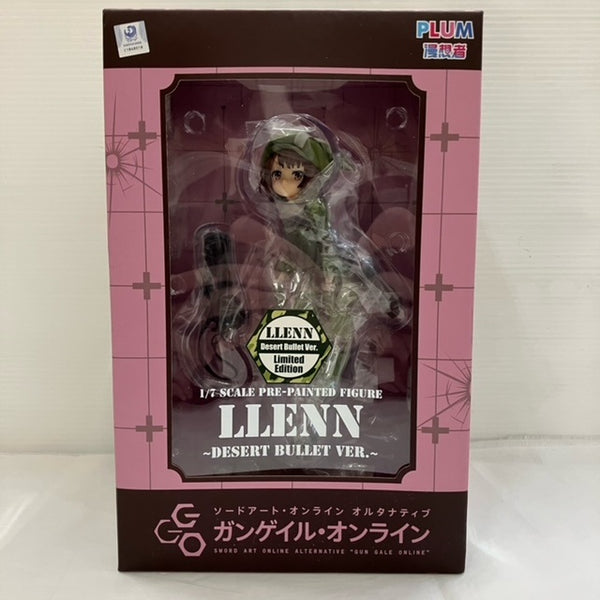 PLUM
漫想者
LLENN
Desert Bullet Ver.
Limited
Edition
1/7 SCALE PRE-PAINTED FIGURE
LLENN
~DESERT BULLET VER.~
GGO
ソードアート・オンライン オルタナティブ
ガンゲイル・オンライン
SWORD ART ONLINE ALTERNATIVE "GUN GALE ONLINE"